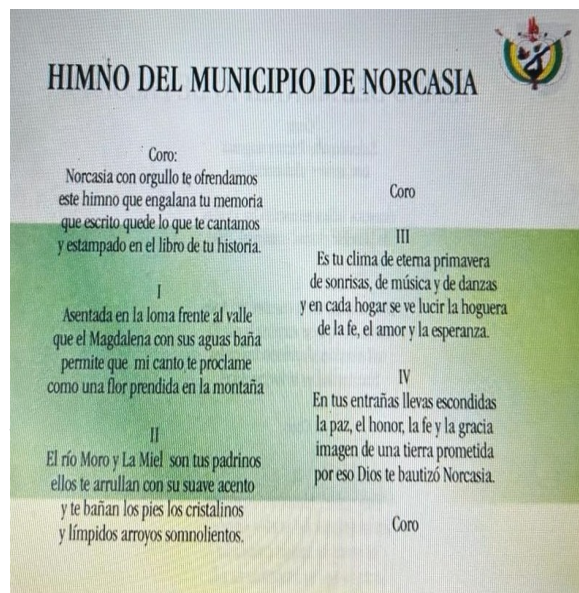 HIMNO DEL MUNICIPIO DE NORCASIA
Coro:
Norcasia con orgullo te ofrendamos
este himno que engalana tu memoria
que escrito quede lo que te cantamos
y estampado en el libro de tu historia.
I
Asentada en la loma frente al valle
que el Magdalena con sus aguas baña
permite que mi canto te proclame
como una flor prendida en la montaña
II
El río Moro y La Miel son tus padrinos
ellos te arrullan con su suave acento
y te bañan los pies los cristalinos
y límpidos arroyos somnolientos.
Coro
III
Es tu clima de eterna primavera
de sonrisas, de música y de danzas
y en cada hogar se ve lucir la hoguera
de la fe, el amor y la esperanza.
IV
En tus entrañas llevas escondidas
la paz, el honor, la fe y la gracia
imagen de una tierra prometida
por eso Dios te bautizó Norcasia.
Coro